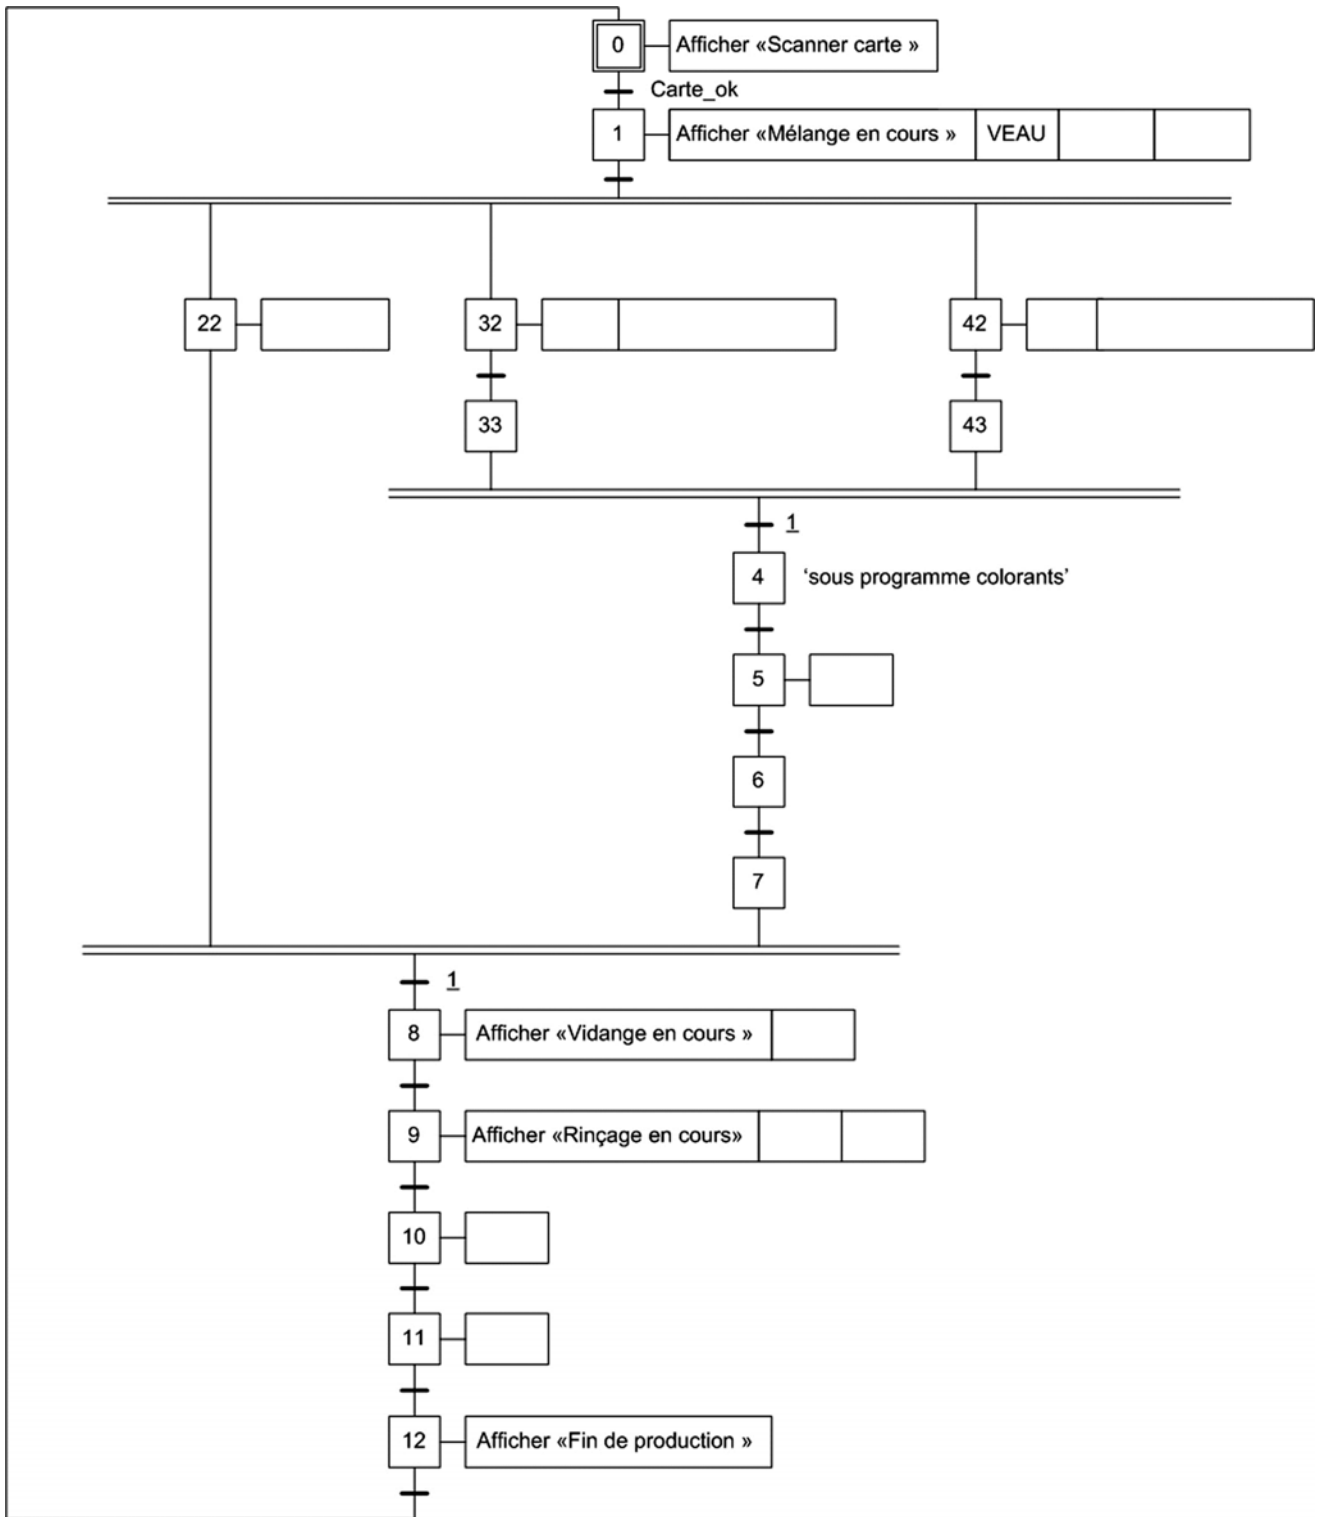 0 Afficher «Scanner carte »
Carte_ok
1 Afficher «Mélange en cours » VEAU
22 32 42
33 43
1
4 ‘sous programme colorants’
5
6
7
1
8 Afficher «Vidange en cours »
9 Afficher «Rinçage en cours»
10
11
12 Afficher «Fin de production »